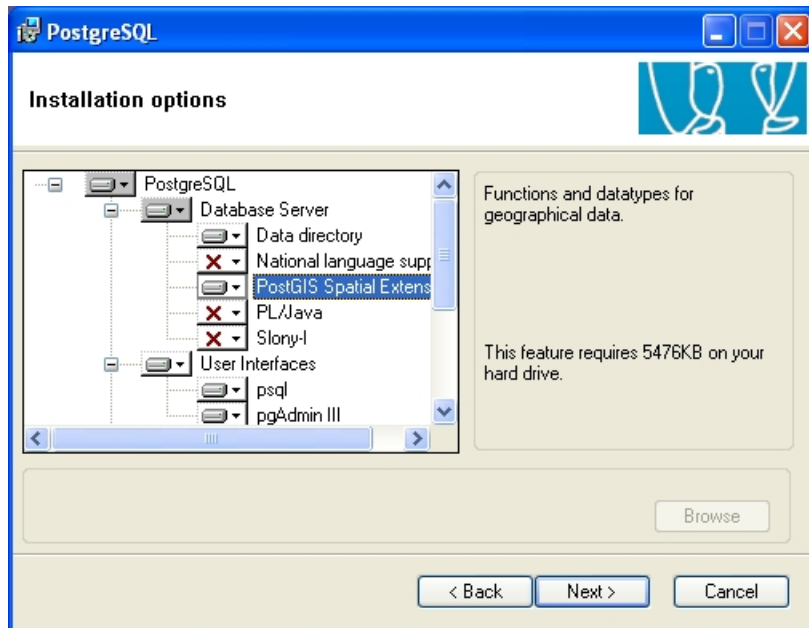 PostgreSQL
Installation options
PostgreSQL
Database Server
Data directory
National language supp
PostGIS Spatial Extens
PL/Java
Slony-I
User Interfaces
psql
pgAdmin III
Functions and datatypes for
geographical data.
This feature requires 5476KB on your
hard drive.
Browse
< Back
Next >
Cancel